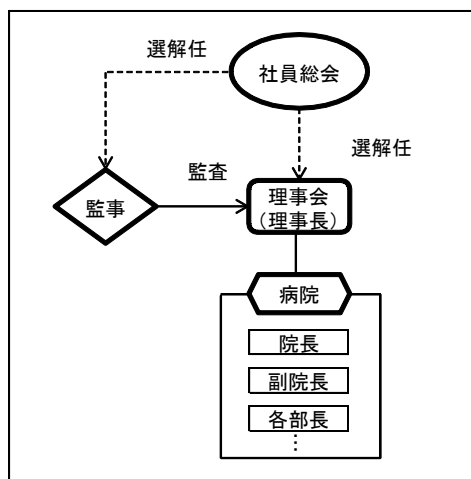 選解任
社員総会
選解任
監査
監事
理事会
（理事長）
病院
院長
副院長
各部長
⋮